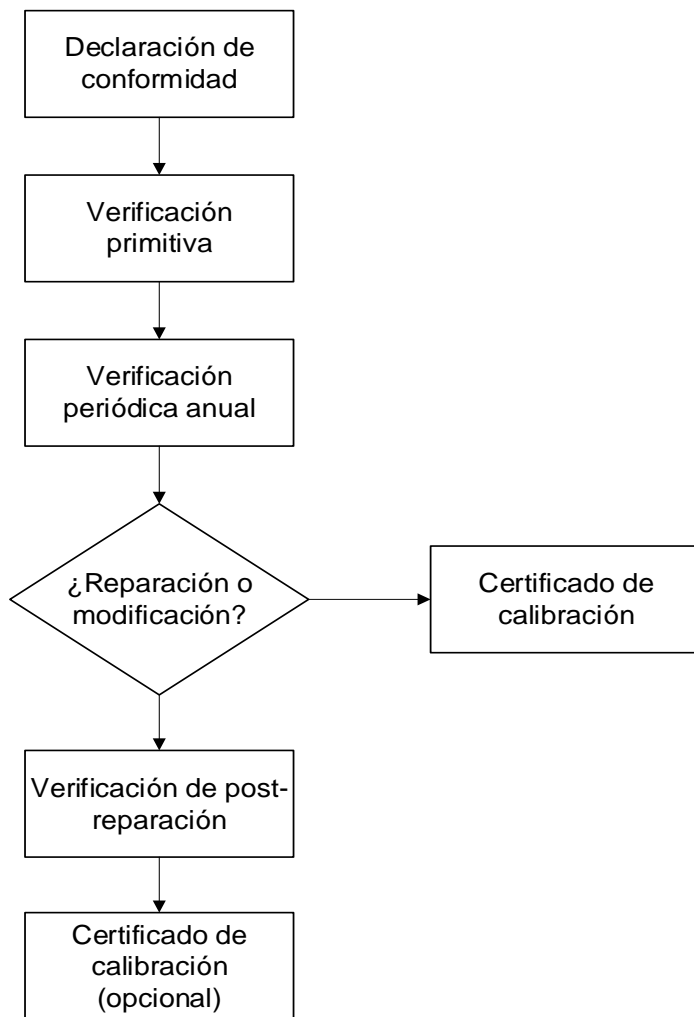 Declaración de
conformidad
Verificación
primitiva
Verificación
periódica anual
¿Reparación o
modificación?
Certificado de
calibración
Verificación de post-
reparación
Certificado de
calibración
(opcional)